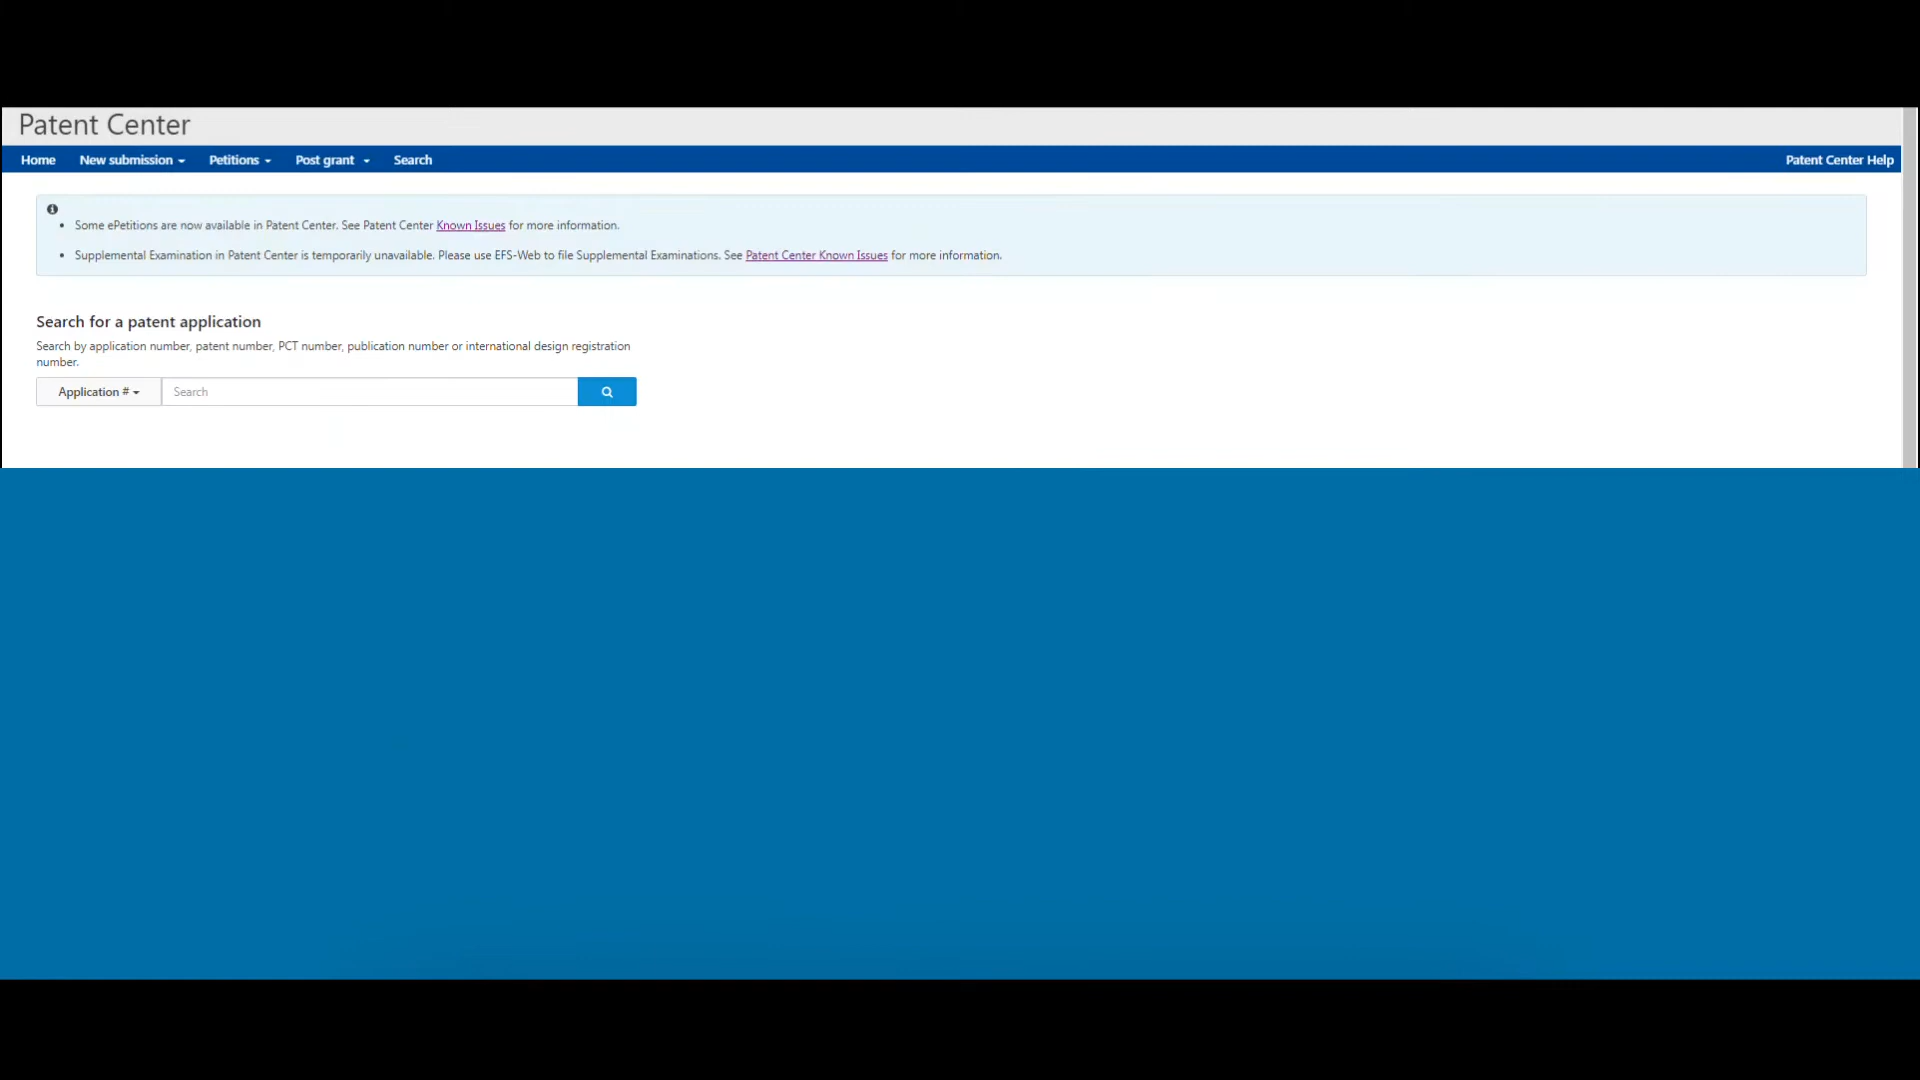 Patent Center
Home New submission Petitions Post grant Search Patent Center Help
Some ePetitions are now available in Patent Center. See Patent Center Known Issues for more information.
Supplemental Examination in Patent Center is temporarily unavailable. Please use EFS-Web to file Supplemental Examinations. See Patent Center Known Issues for more information.
Search for a patent application
Search by application number, patent number, PCT number, publication number or international design registration
number.
Application # Search